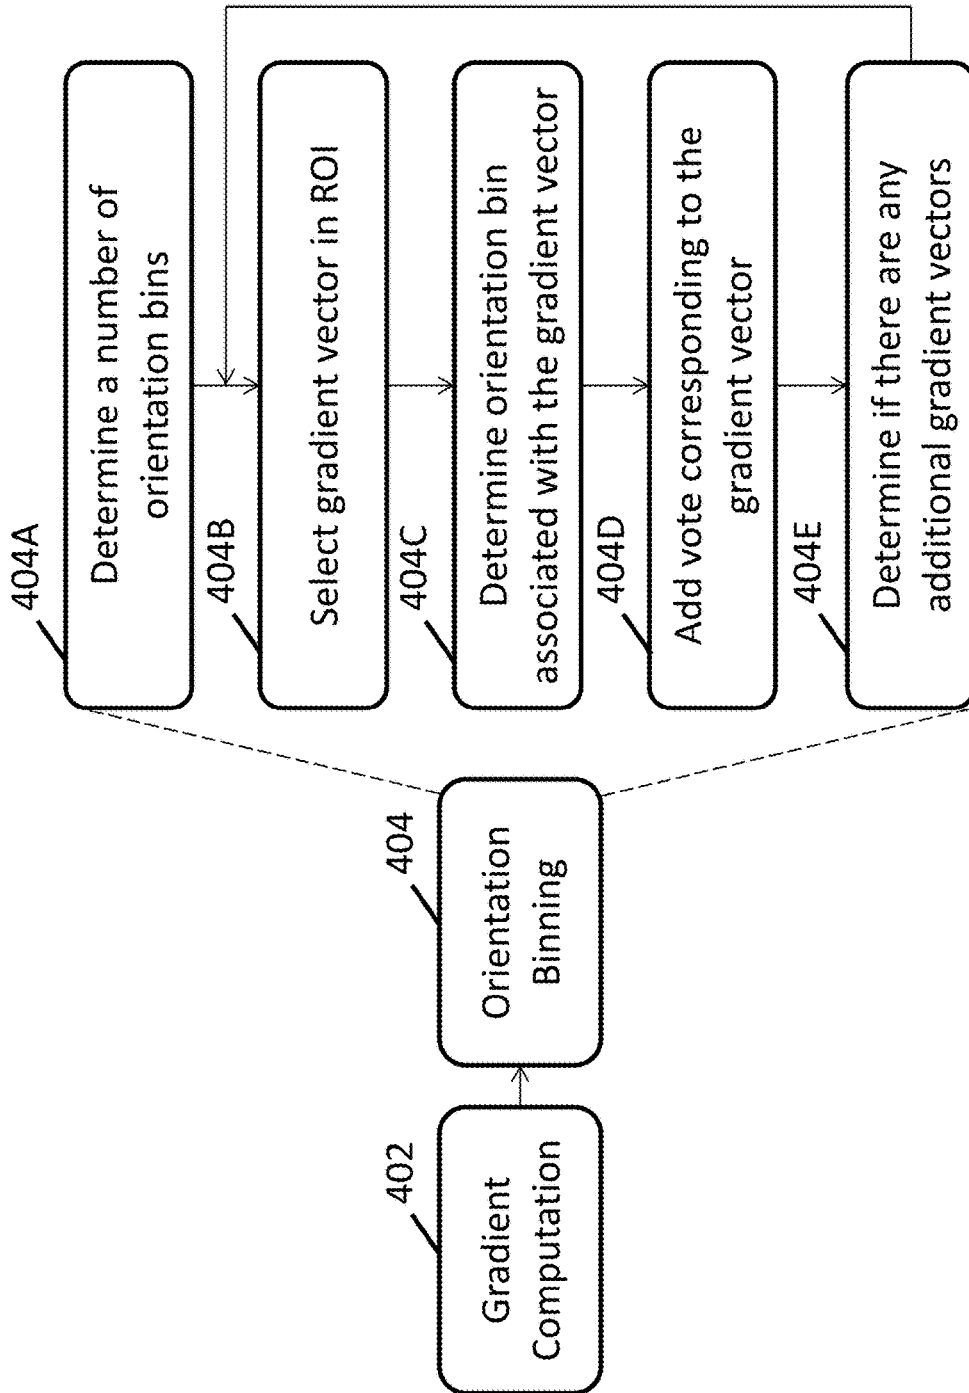 402
Gradient
Computation
404
Orientation
Binning
404A
Determine a number of
orientation bins
404B
Select gradient vector in ROI
404C
Determine orientation bin
associated with the gradient vector
404D
Add vote corresponding to the
gradient vector
404E
Determine if there are any
additional gradient vectors